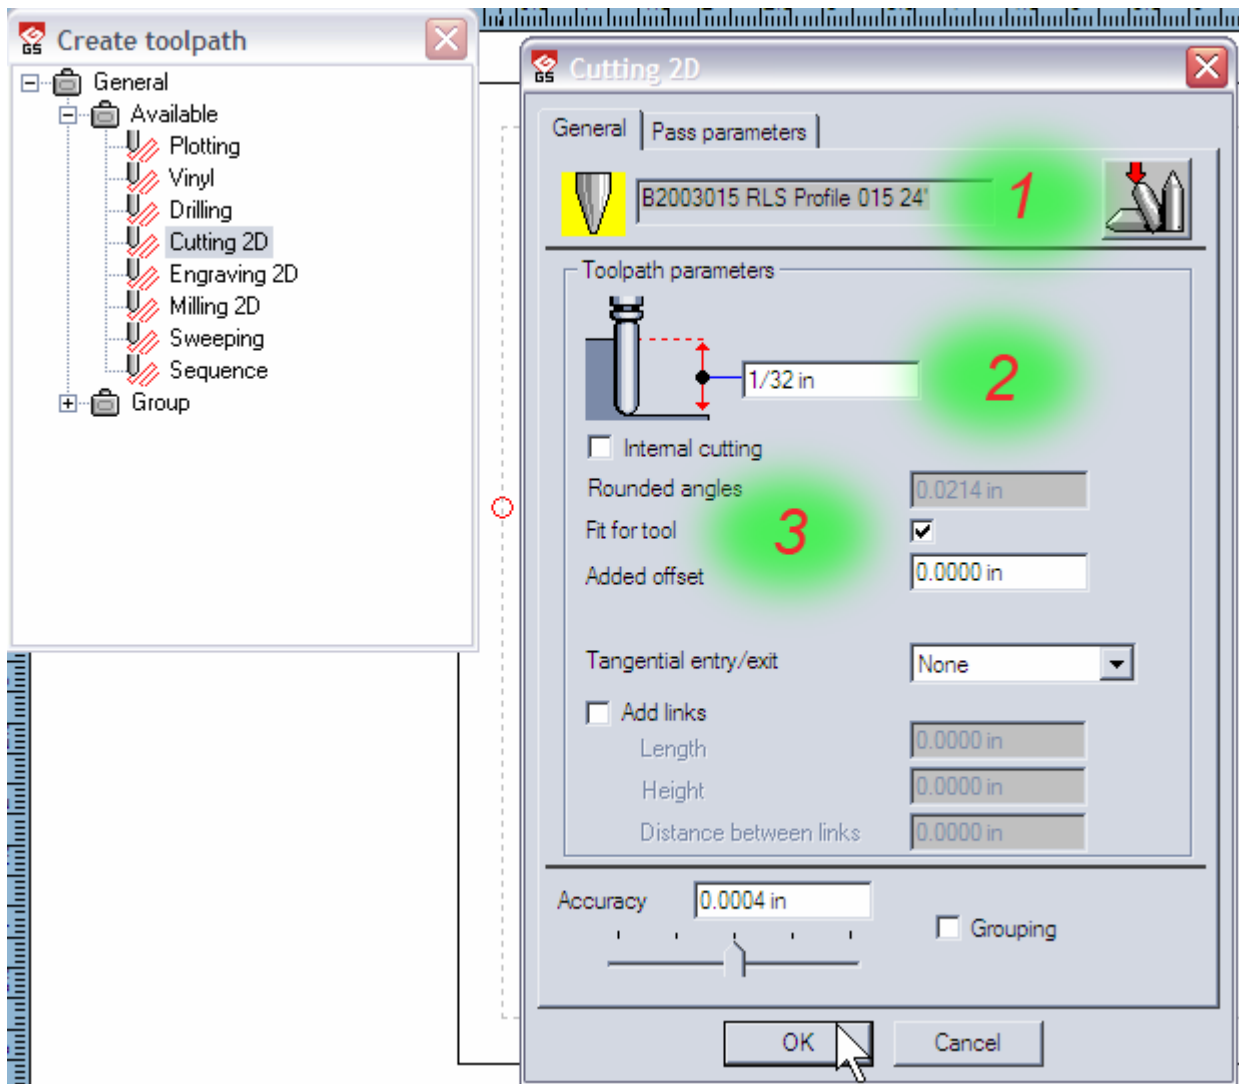 GS
Create toolpath
General
Available
Plotting
Vinyl
Drilling
Cutting 2D
Engraving 2D
Milling 2D
Sweeping
Sequence
Group
GS
Cutting 2D
General
Pass parameters
B2003015 RLS Profile 015 24'
1
Toolpath parameters
1/32 in
2
Internal cutting
Rounded angles
0.0214 in
3
Fit for tool
Added offset
0.0000 in
Tangential entry/exit
None
Add links
Length
0.0000 in
Height
0.0000 in
Distance between links
0.0000 in
Accuracy
0.0004 in
Grouping
OK
Cancel